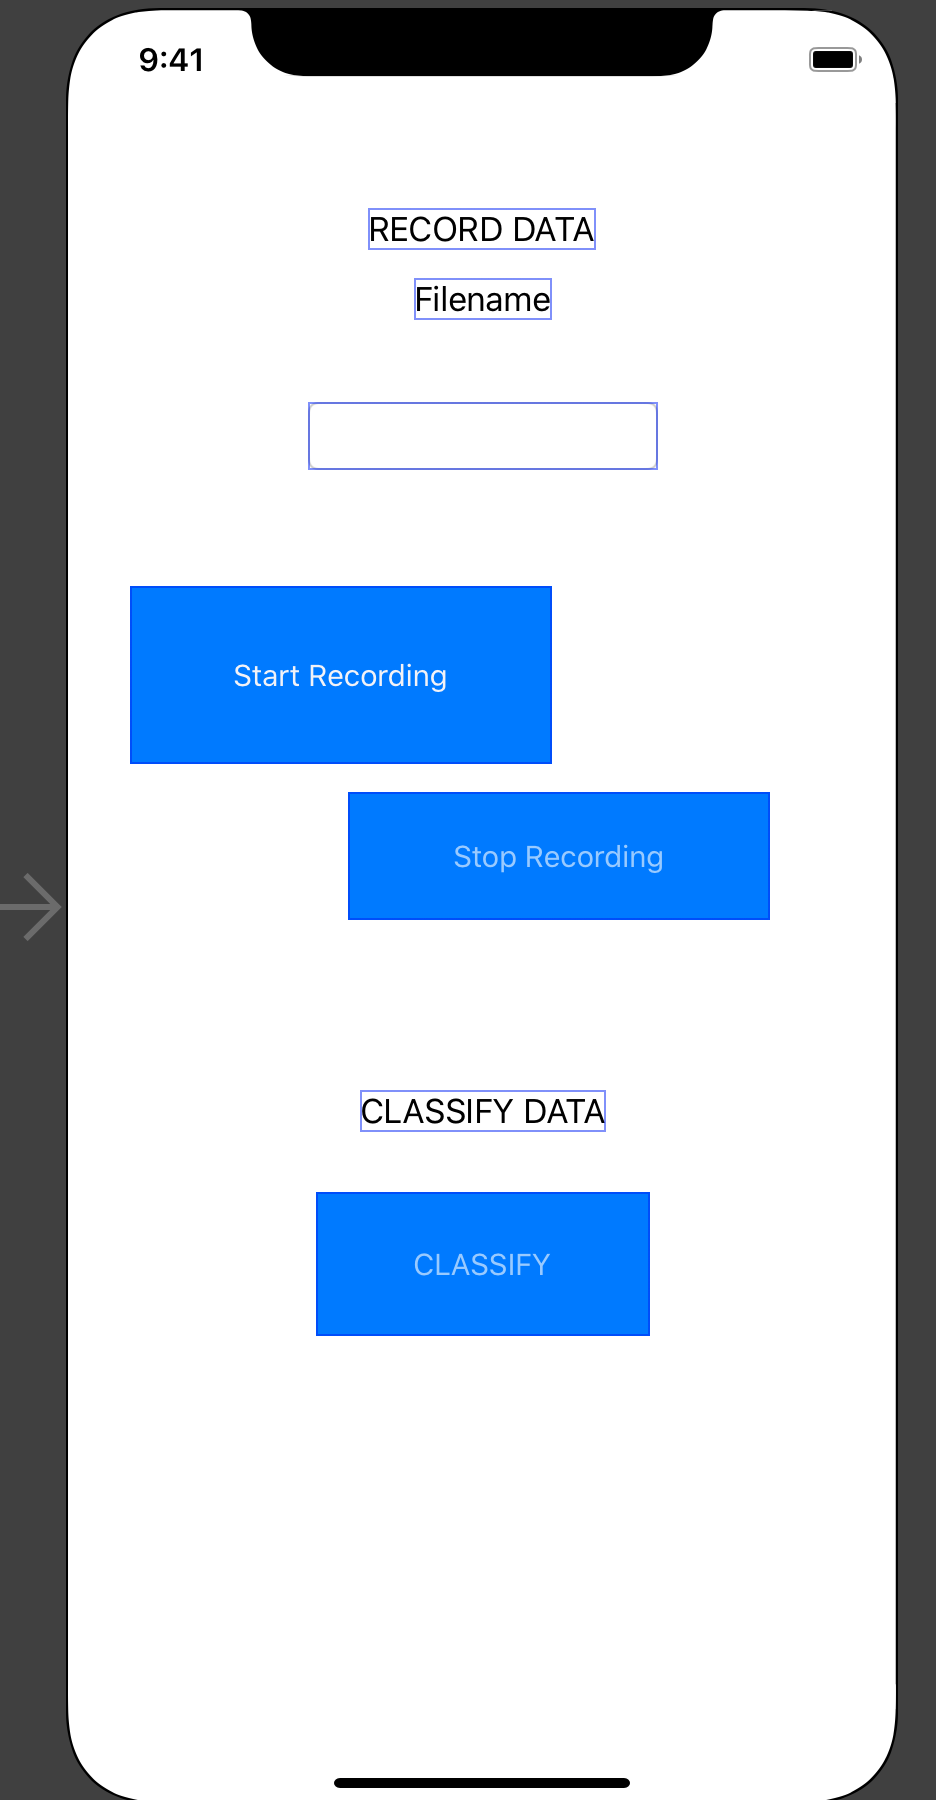 9:41
RECORD DATA
Filename
Start Recording
Stop Recording
CLASSIFY DATA
CLASSIFY